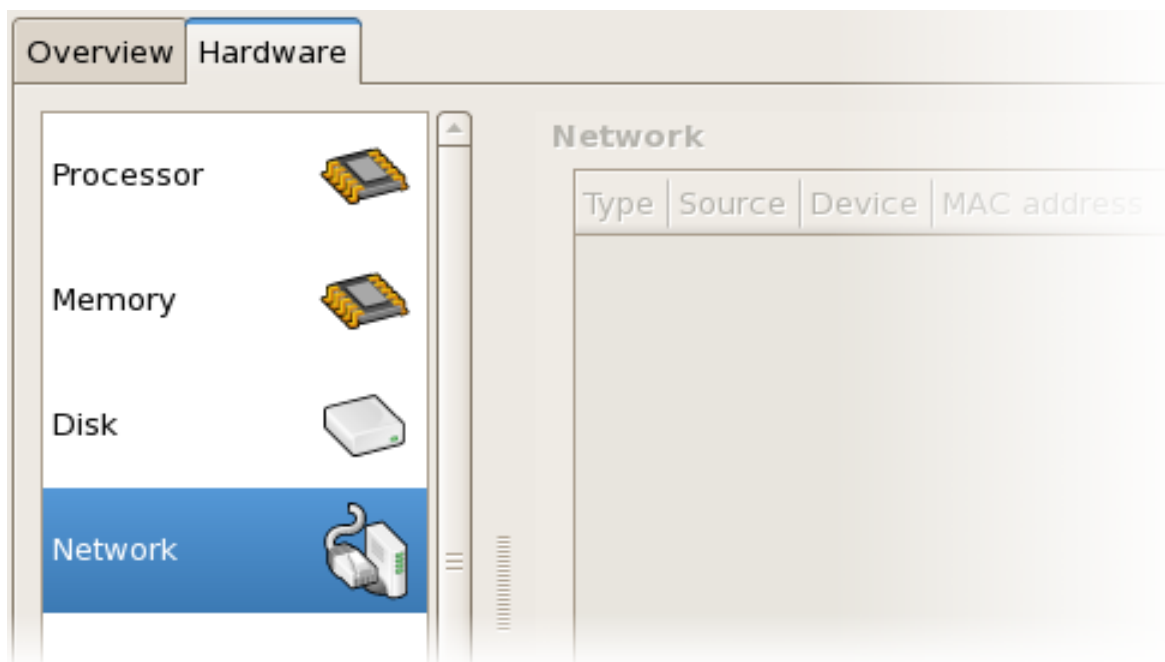 Overview Hardware
Processor
Memory
Disk
Network
Network
Type Source Device MAC address